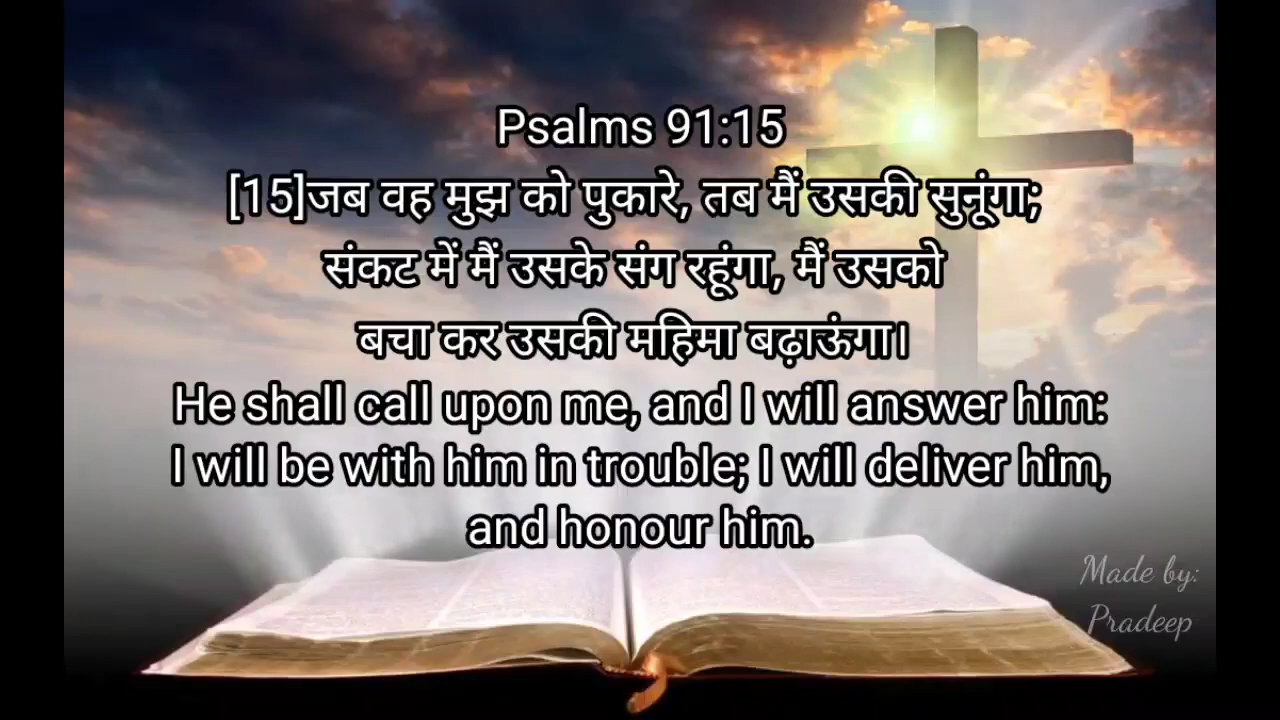 Psalms 91:15
[15]जब वह मुझ को पुकारे, तब मैं उसकी सुनूंगा;
संकट में मैं उसके संग रहूंगा, मैं उसको
बचा कर उसकी महिमा बढ़ाऊंगा।
He shall call upon me, and I will answer him:
I will be with him in trouble; I will deliver him,
and honour him.
Made by:
Pradeep